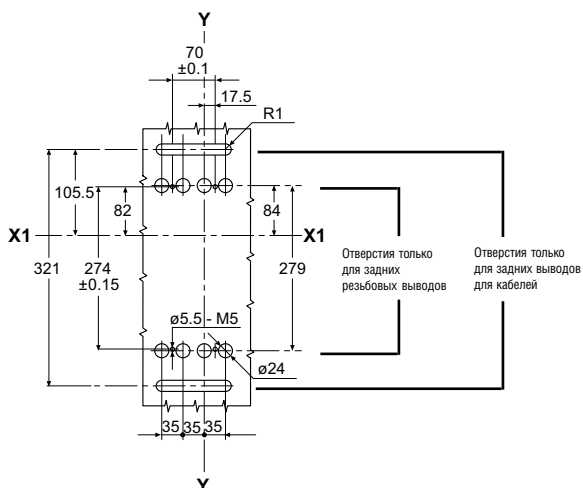 Y
70
±0.1
17.5
R1
105.5
82
84
X1
X1
321
274
±0.15
279
Отверстия только
для задних
резьбовых выводов
Отверстия только
для задних выводов
для кабелей
ø5.5 - M5
ø24
35 35 35
Y